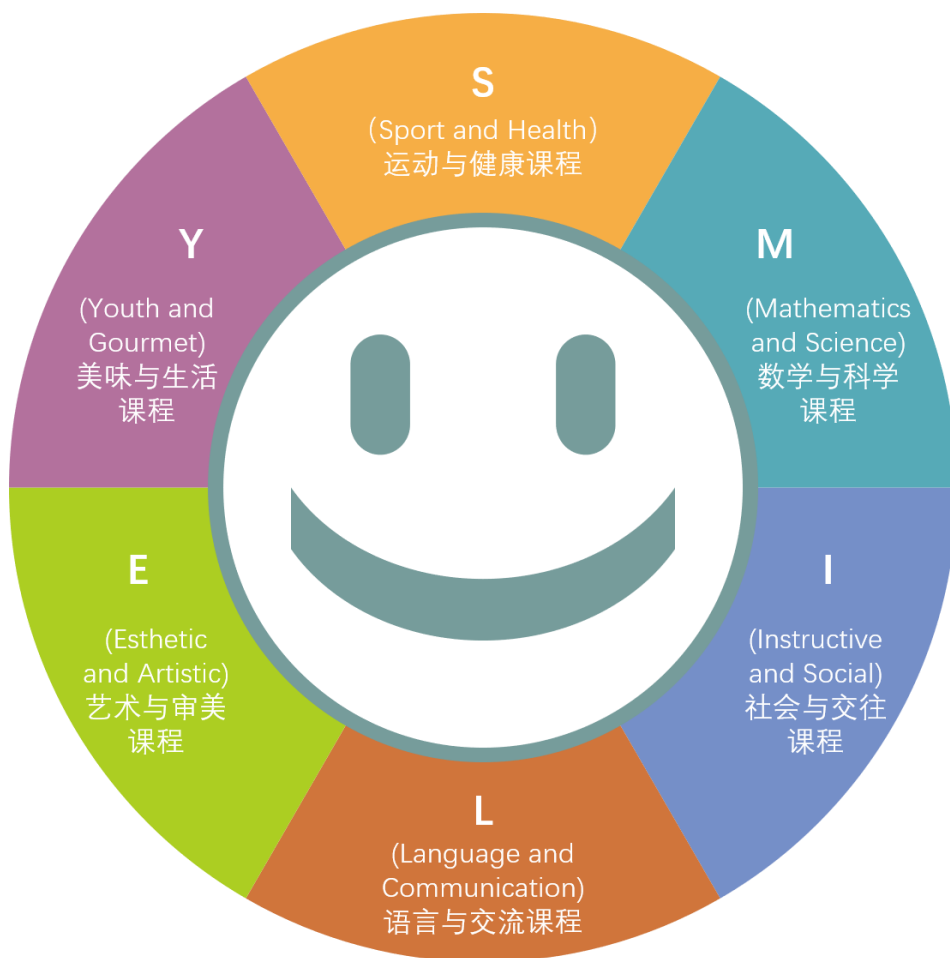 S
(Sport and Health)
运动与健康课程
M
(Mathematics
and Science)
数学与科学
课程
I
(Instructive
and Social)
社会与交往
课程
L
(Language and
Communication)
语言与交流课程
E
(Esthetic
and Artistic)
艺术与审美
课程
Y
(Youth and
Gourmet)
美味与生活
课程